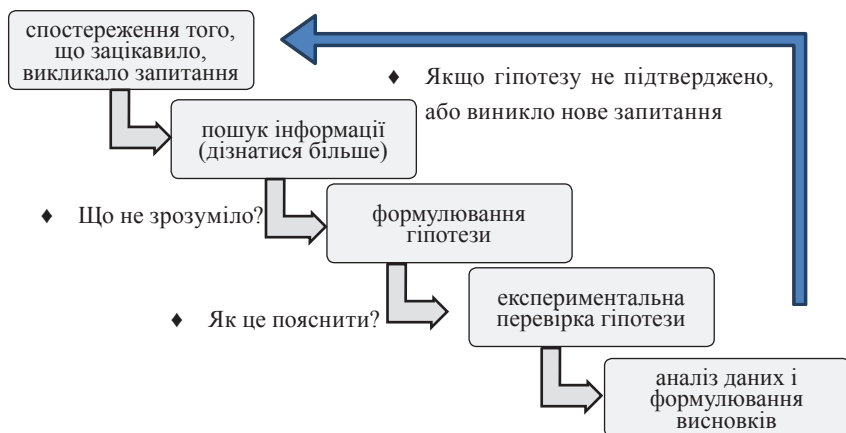 спостереження того,
що зацікавило,
викликало запитання
♦ Якщо гіпотезу не підтверджено,
або виникло нове запитання
пошук інформації
(дізнатися більше)
♦ Що не зрозуміло?
формулювання
гіпотези
♦ Як це пояснити?
експериментальна
перевірка гіпотези
аналіз даних і
формулювання
висновків